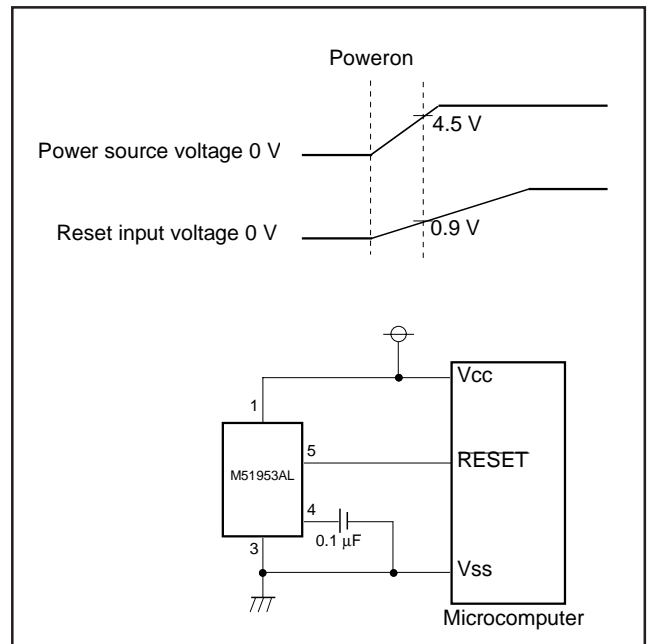 Poweron
4.5 V
Power source voltage 0 V
0.9 V
Reset input voltage 0 V
Vcc
1
5
RESET
M51953AL
4
0.1 µF
3
Vss
Microcomputer